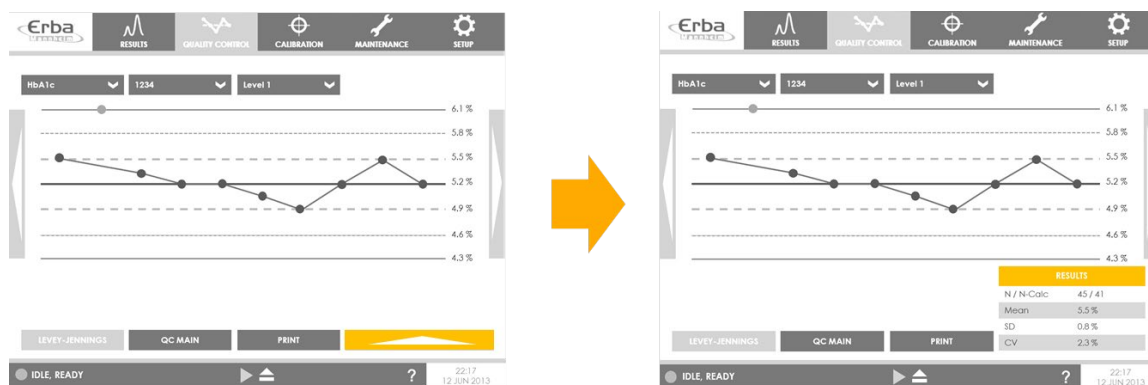 Erba
RESULTS
QUALITY CONTROL
CALIBRATION
MAINTENANCE
SETUP
HbA1c
1234
Level 1
6.1 %
5.8 %
5.5 %
5.2 %
4.9 %
4.6 %
4.3 %
LEVEY-JENNINGS
QC MAIN
PRINT
IDLE, READY
?
22:17
12 JUN 2013
Erba
RESULTS
QUALITY CONTROL
CALIBRATION
MAINTENANCE
SETUP
HbA1c
1234
Level 1
6.1 %
5.8 %
5.5 %
5.2 %
4.9 %
4.6 %
4.3 %
RESULTS
N / N-Calc 45 / 41
Mean 5.5 %
SD 0.8 %
CV 2.3 %
LEVEY-JENNINGS
QC MAIN
PRINT
IDLE, READY
?
22:17
12 JUN 2013